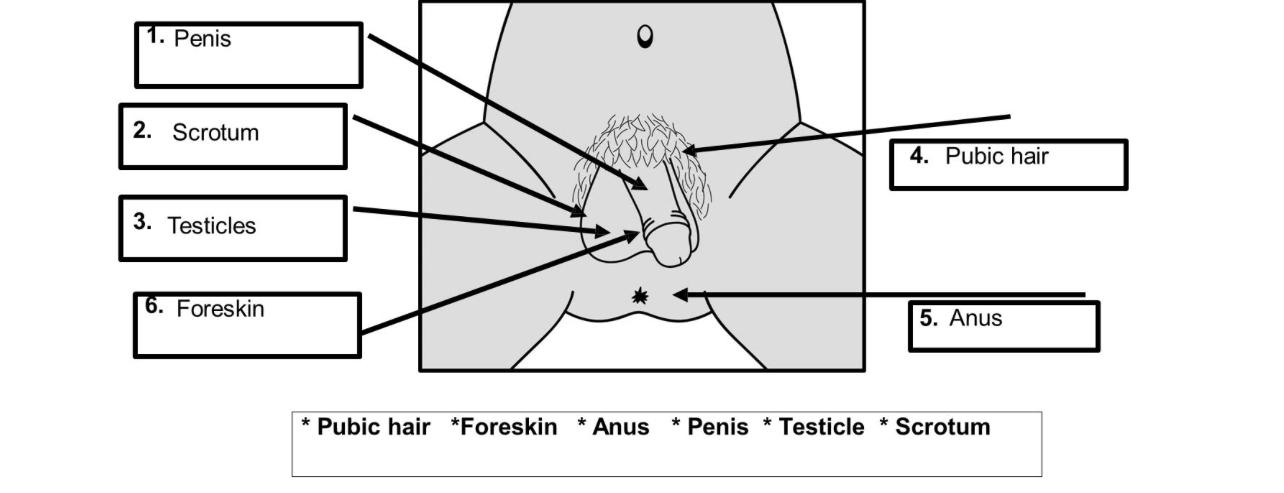 1. Penis
2. Scrotum
3. Testicles
4. Pubic hair
6. Foreskin
5. Anus
* Pubic hair *Foreskin * Anus * Penis * Testicle * Scrotum